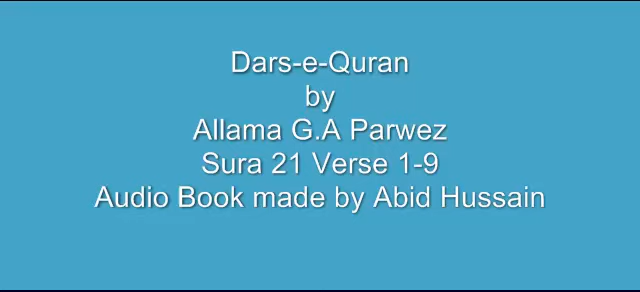 Dars-e-Quran
by
Allama G.A Parwez
Sura 21 Verse 1-9
Audio Book made by Abid Hussain